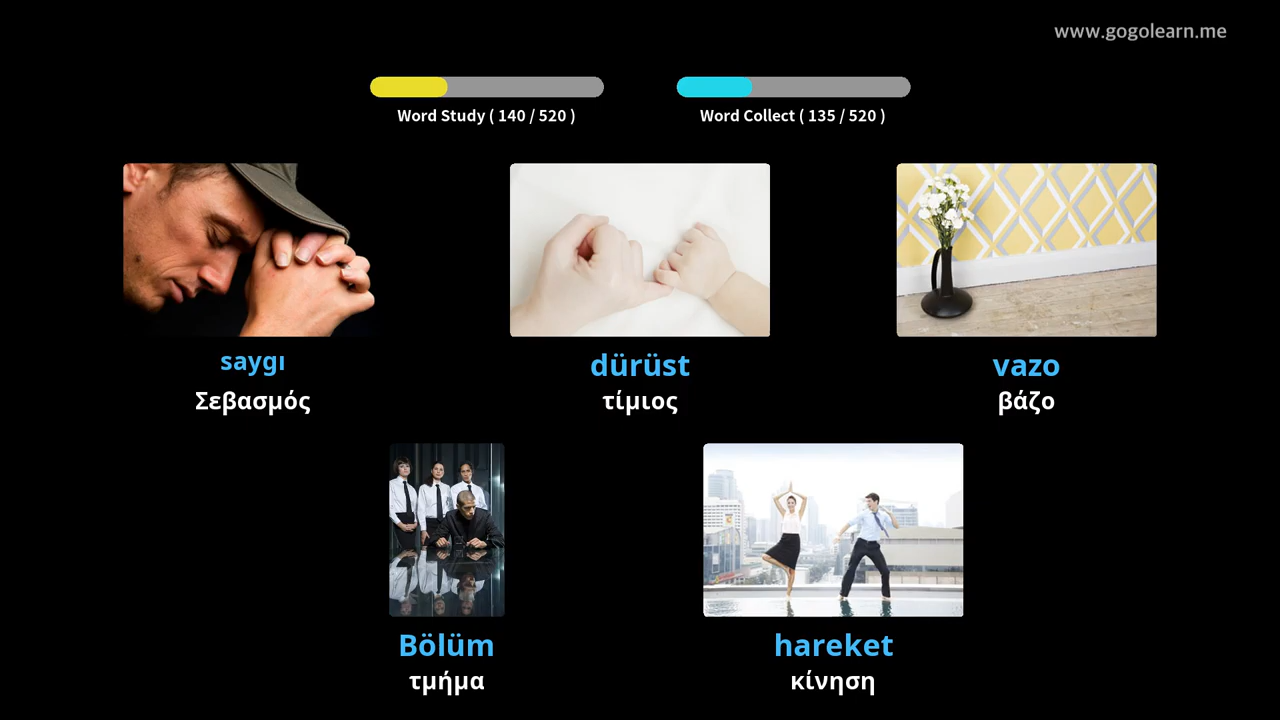 www.gogolearn.me
Word Study ( 140 / 520 )
Word Collect ( 135 / 520 )
saygı
Σεβασμός
dürüst
τίμιος
vazo
βάζο
Bölüm
τμήμα
hareket
κίνηση